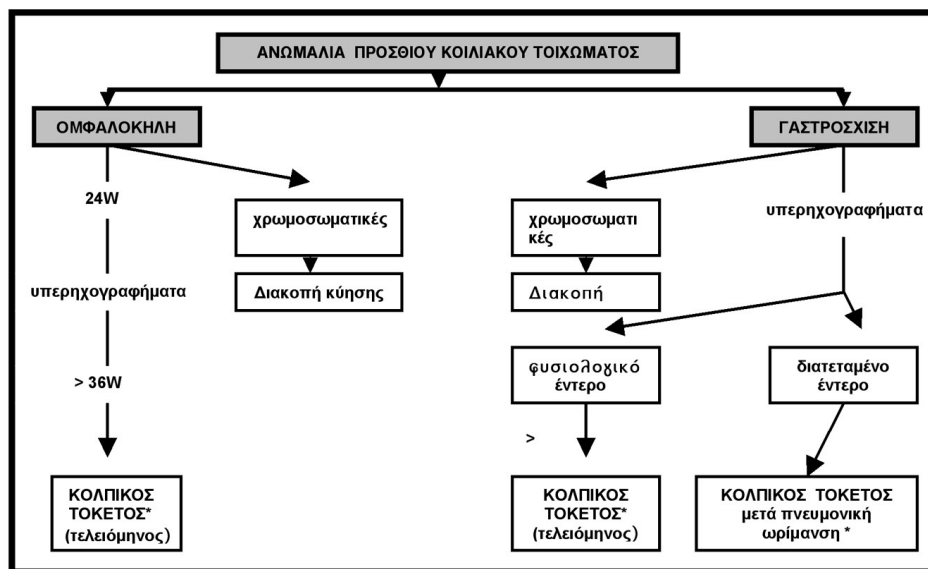 ΑΝΩΜΑΛΙΑ ΠΡΟΣΘΙΟΥ ΚΟΙΛΙΑΚΟΥ ΤΟΙΧΩΜΑΤΟΣ
ΟΜΦΑΛΟΚΗΛΗ
ΓΑΣΤΡΟΣΧΙΣΗ
24W
χρωμοσωματικές
χρωμοσωματι
κές
υπερηχογραφήματα
υπερηχογραφήματα
Διακοπή κύησης
Διακοπή
> 36W
φυσιολογικό
έντερο
διατεταμένο
έντερο
>
ΚΟΛΠΙΚΟΣ
ΤΟΚΕΤΟΣ*
(τελειόμηνος)
ΚΟΛΠΙΚΟΣ
ΤΟΚΕΤΟΣ*
(τελειόμηνος)
ΚΟΛΠΙΚΟΣ ΤΟΚΕΤΟΣ
μετά πνευμονική
ωρίμανση *